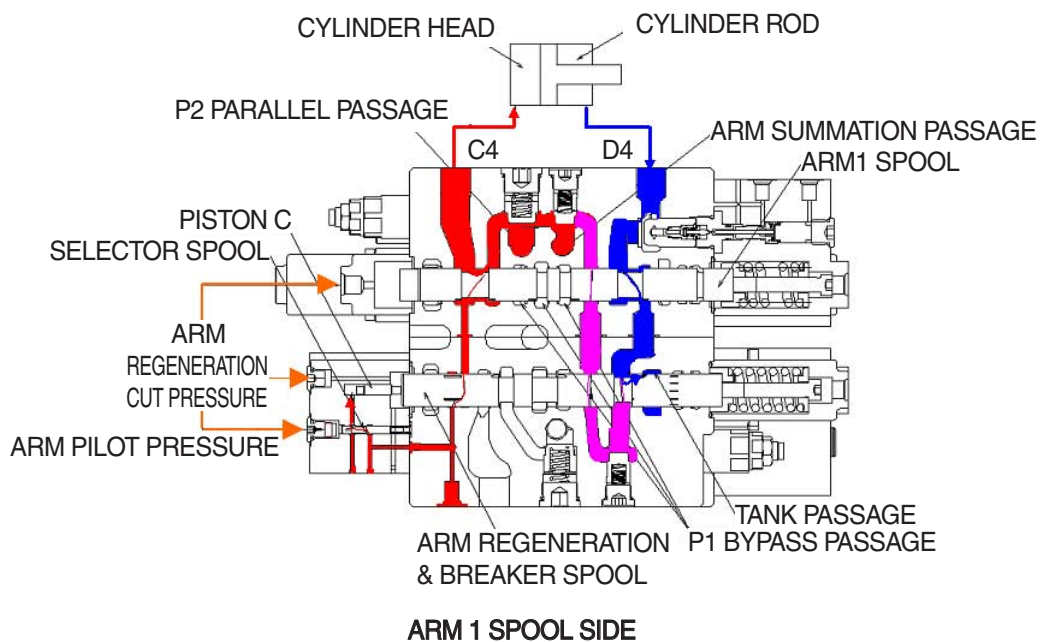 CYLINDER HEAD
CYLINDER ROD
P2 PARALLEL PASSAGE
C4
D4
ARM SUMMATION PASSAGE
ARM1 SPOOL
PISTON C
SELECTOR SPOOL
ARM
REGENERATION
CUT PRESSURE
ARM PILOT PRESSURE
TANK PASSAGE
P1 BYPASS PASSAGE
ARM REGENERATION
& BREAKER SPOOL
ARM 1 SPOOL SIDE